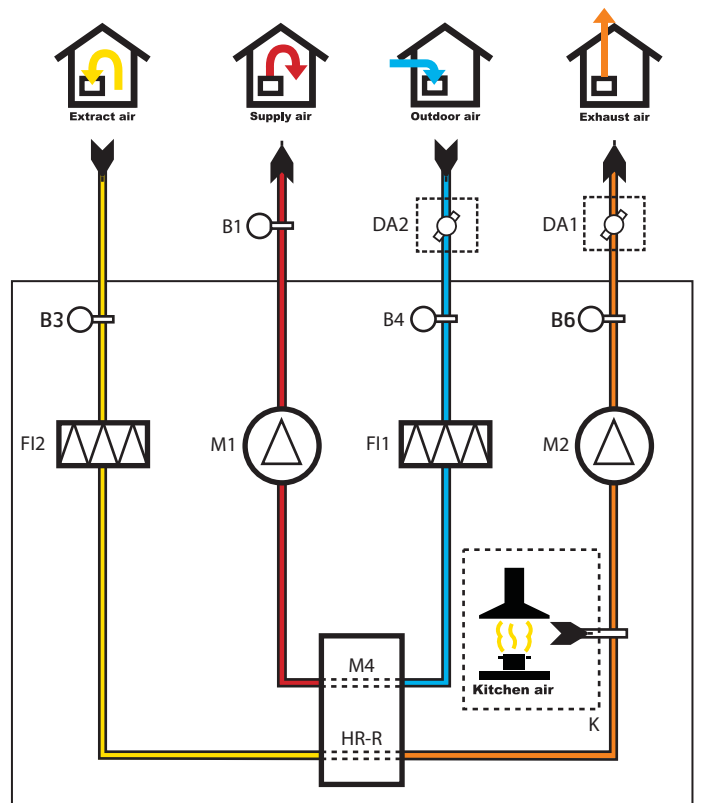 Extract air
Supply air
Outdoor air
Exhaust air
B1
DA2
DA1
B3
B4
B6
FI2
M1
FI1
M2
M4
Kitchen air
K
HR-R